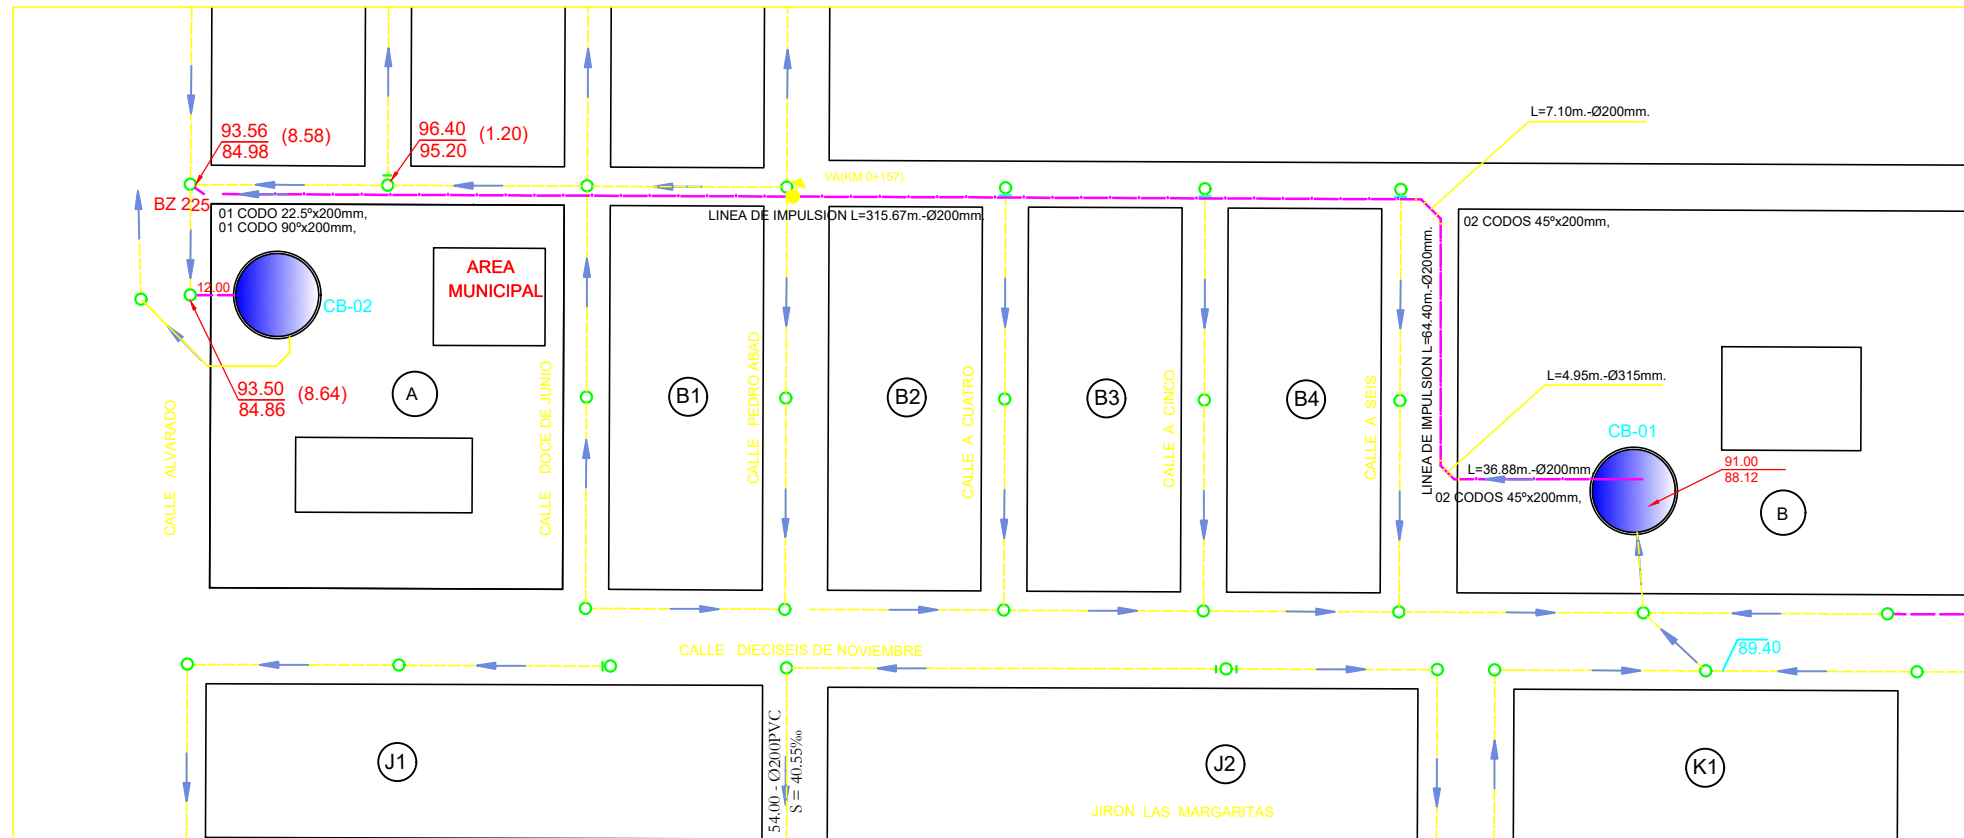 L=7.10m.-Ø200mm.
93.56 (8.58)
84.98
96.40 (1.20)
95.20
VA(KM 0+157)
BZ 225
01 CODO 22.5ºx200mm,
01 CODO 90ºx200mm,
LINEA DE IMPULSION L=315.67m.-Ø200mm.
02 CODOS 45ºx200mm,
AREA
MUNICIPAL
12.00
CB-02
LINEA DE IMPULSION L=64.40m.-Ø200mm.
93.50 (8.64)
84.86
A
B1
B2
B3
B4
L=4.95m.-Ø315mm.
CB-01
CALLE ALVARADO
CALLE DOCE DE JUNIO
CALLE PEDRO ABAD
CALLE A CUATRO
CALLE A CINCO
CALLE A SEIS
L=36.88m.-Ø200mm.
91.00
88.12
02 CODOS 45ºx200mm,
B
CALLE DIECISEIS DE NOVIEMBRE
89.40
54.00 - Ø200PVC
S = 40.55‰
J1
J2
K1
JIRON LAS MARGARITAS